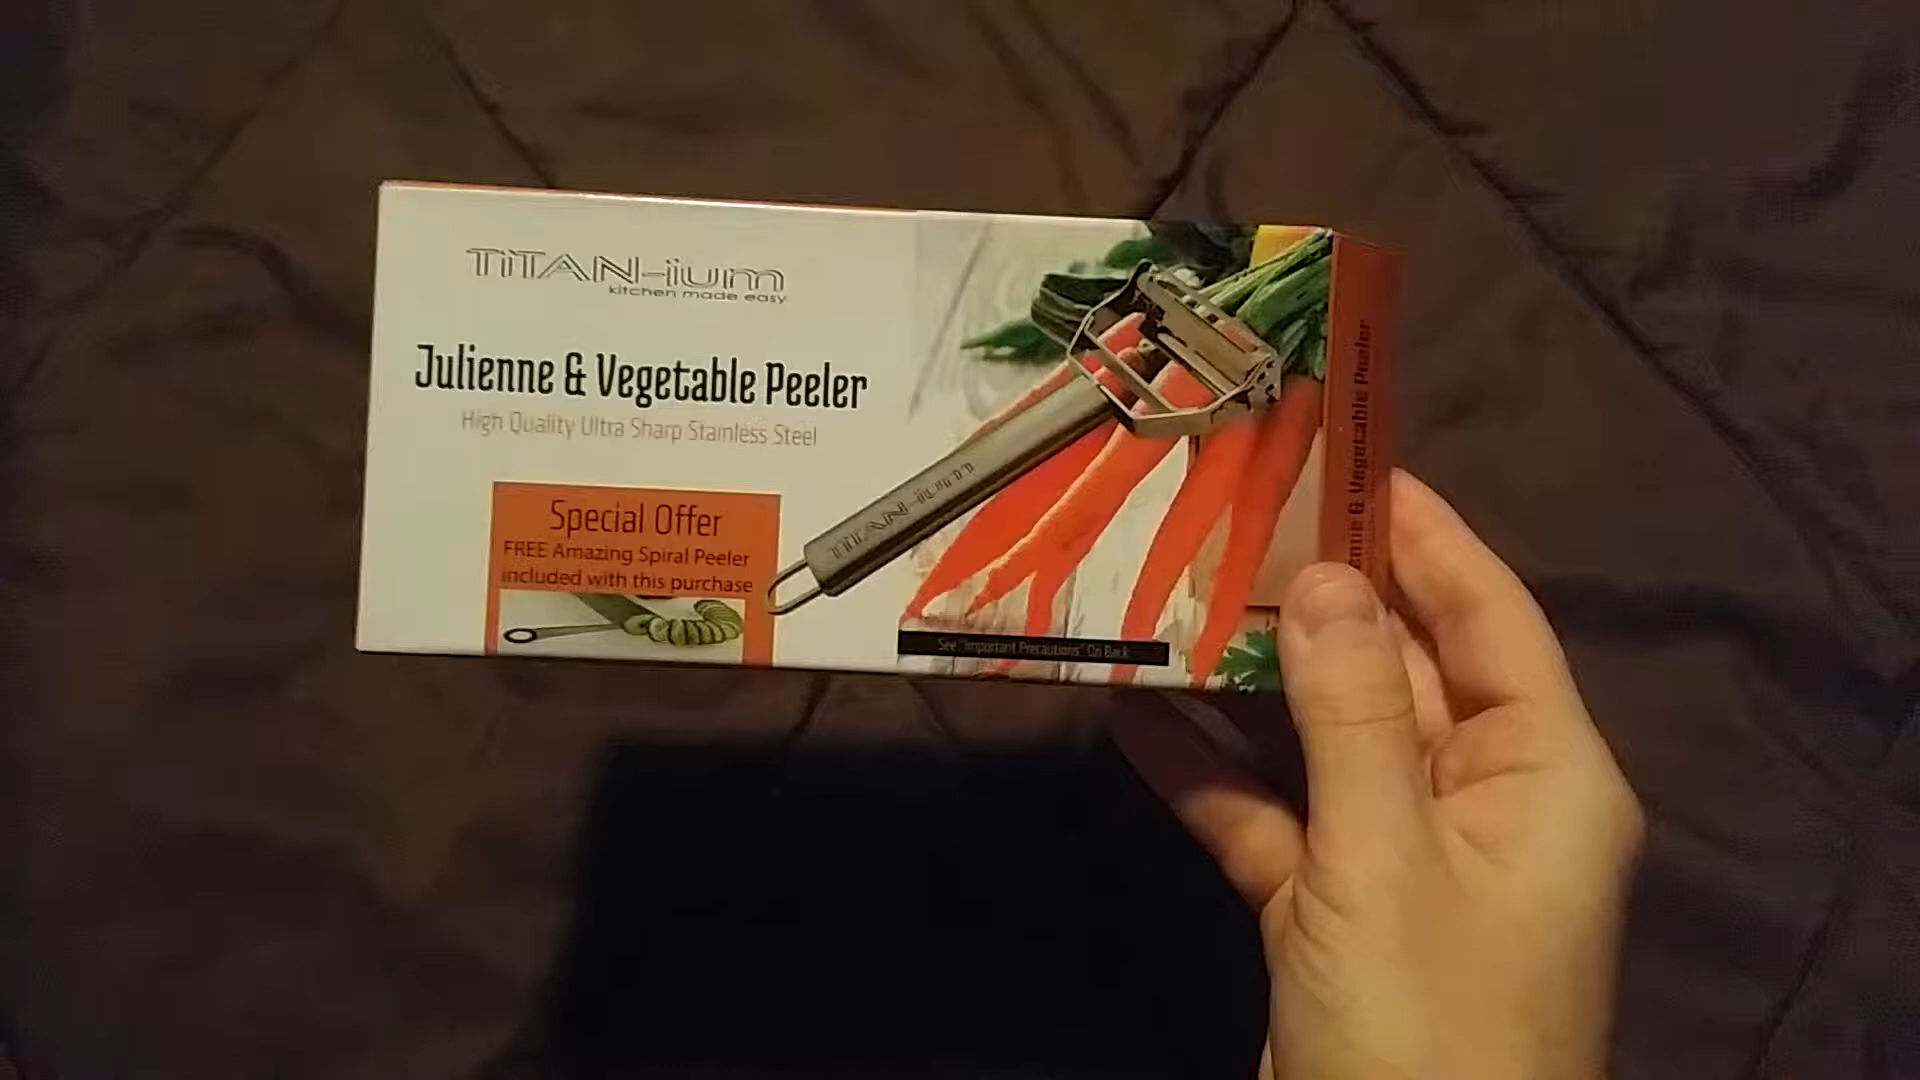 TiTAN-ium
kitchen made easy
Julienne & Vegetable Peeler
High Quality Ultra Sharp Stainless Steel
Special Offer
FREE Amazing Spiral Peeler
included with this purchase
TiTAN-ium
See "Important Precautions" On Back
& Vegetable Peeler